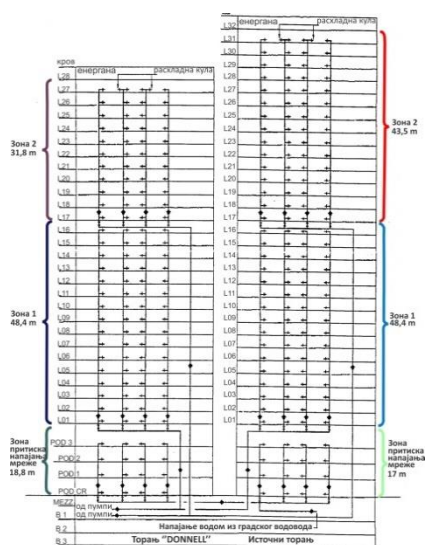 кров
енергана
расхладна кула
L28
L27
L26
L25
L24
L23
L22
L21
L20
L19
L18
L17
L16
L15
L14
L13
L12
L11
L10
L09
L08
L07
L06
L05
L04
L03
L02
L01
POD 3
POD 2
POD 1
POD CR
MEZZ
B.1
B.2
B.3
од пумпи
од пумпи
Зона 2
31,8 m
Зона 1
48,4 m
Зона
притиска
напајања
мреже
18,8 m
L32
L31
енергана
расхладна кула
L30
L29
L28
L27
L26
L25
L24
L23
L22
L21
L20
L19
L18
L17
L16
L15
L14
L13
L12
L11
L10
L09
L08
L07
L06
L05
L04
L03
L02
L01
Зона 2
43,5 m
Зона 1
48,4 m
Зона
притиска
напајања
мреже
17 m
Напајање водом из градског водовода
Торањ "DONNELL"
Источни торањ